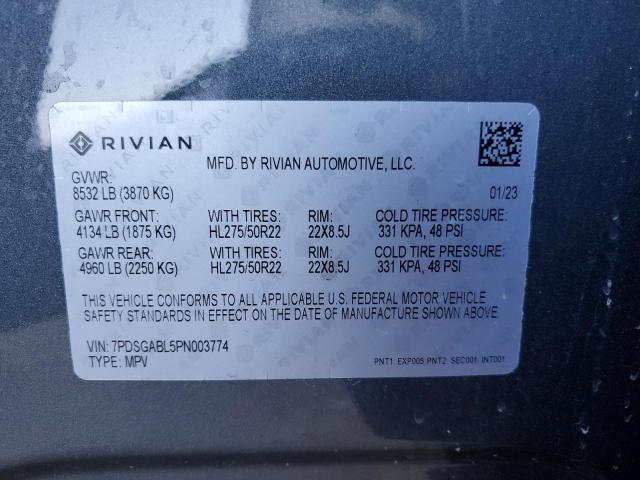 RIVIAN
MFD. BY RIVIAN AUTOMOTIVE, LLC.
GVWR:
8532 LB (3870 KG) 01/23
GAWR FRONT: WITH TIRES: RIM: COLD TIRE PRESSURE:
4134 LB (1875 KG) HL275/50R22 22X8.5J 331 KPA, 48 PSI
GAWR REAR: WITH TIRES: RIM: COLD TIRE PRESSURE:
4960 LB (2250 KG) HL275/50R22 22X8.5J 331 KPA, 48 PSI
THIS VEHICLE CONFORMS TO ALL APPLICABLE U.S. FEDERAL MOTOR VEHICLE
SAFETY STANDARDS IN EFFECT ON THE DATE OF MANUFACTURE SHOWN ABOVE.
VIN: 7PDSGABL5PN003774
TYPE: MPV
PNT1: EXP005 PNT2: SEC001 INT001